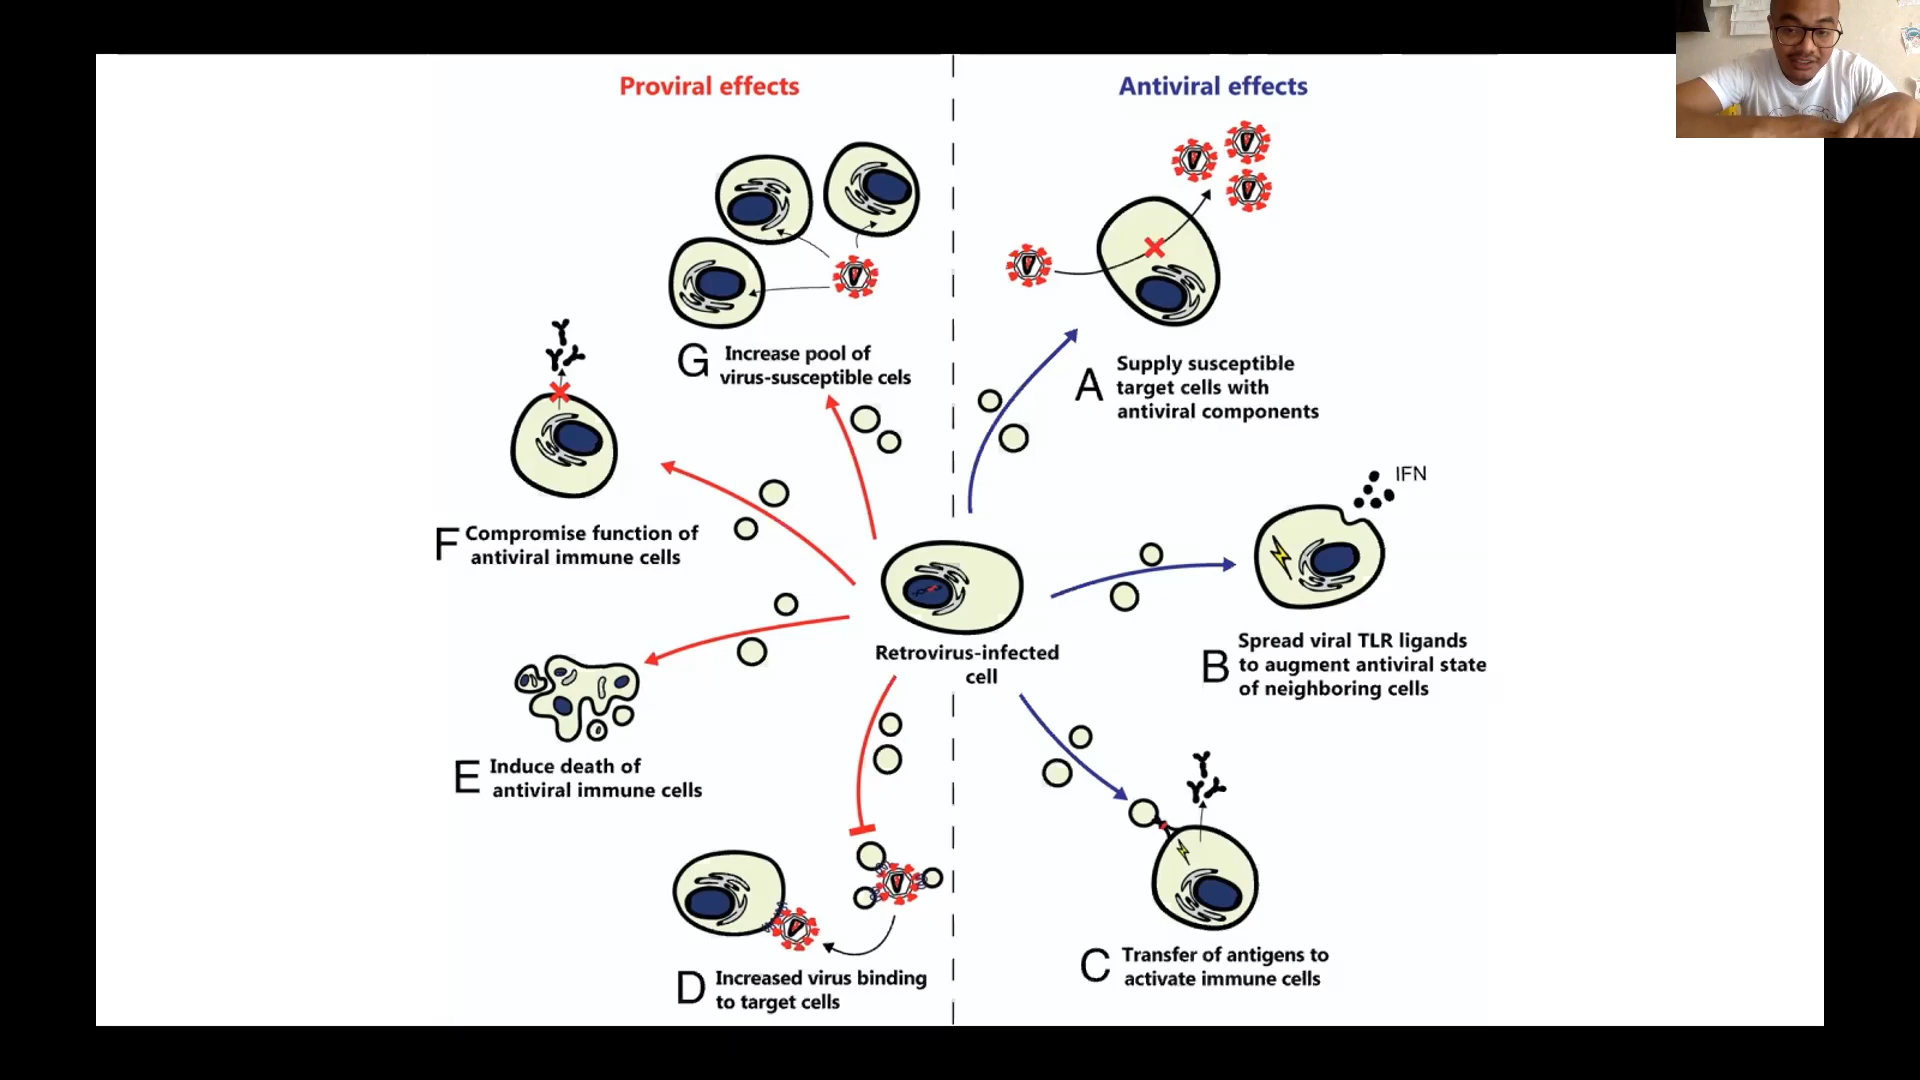 Proviral effects
Antiviral effects
G Increase pool of
virus-susceptible cels
A Supply susceptible
target cells with
antiviral components
IFN
F Compromise function of
antiviral immune cells
B Spread viral TLR ligands
to augment antiviral state
of neighboring cells
Retrovirus-infected
cell
E Induce death of
antiviral immune cells
C Transfer of antigens to
activate immune cells
D Increased virus binding
to target cells